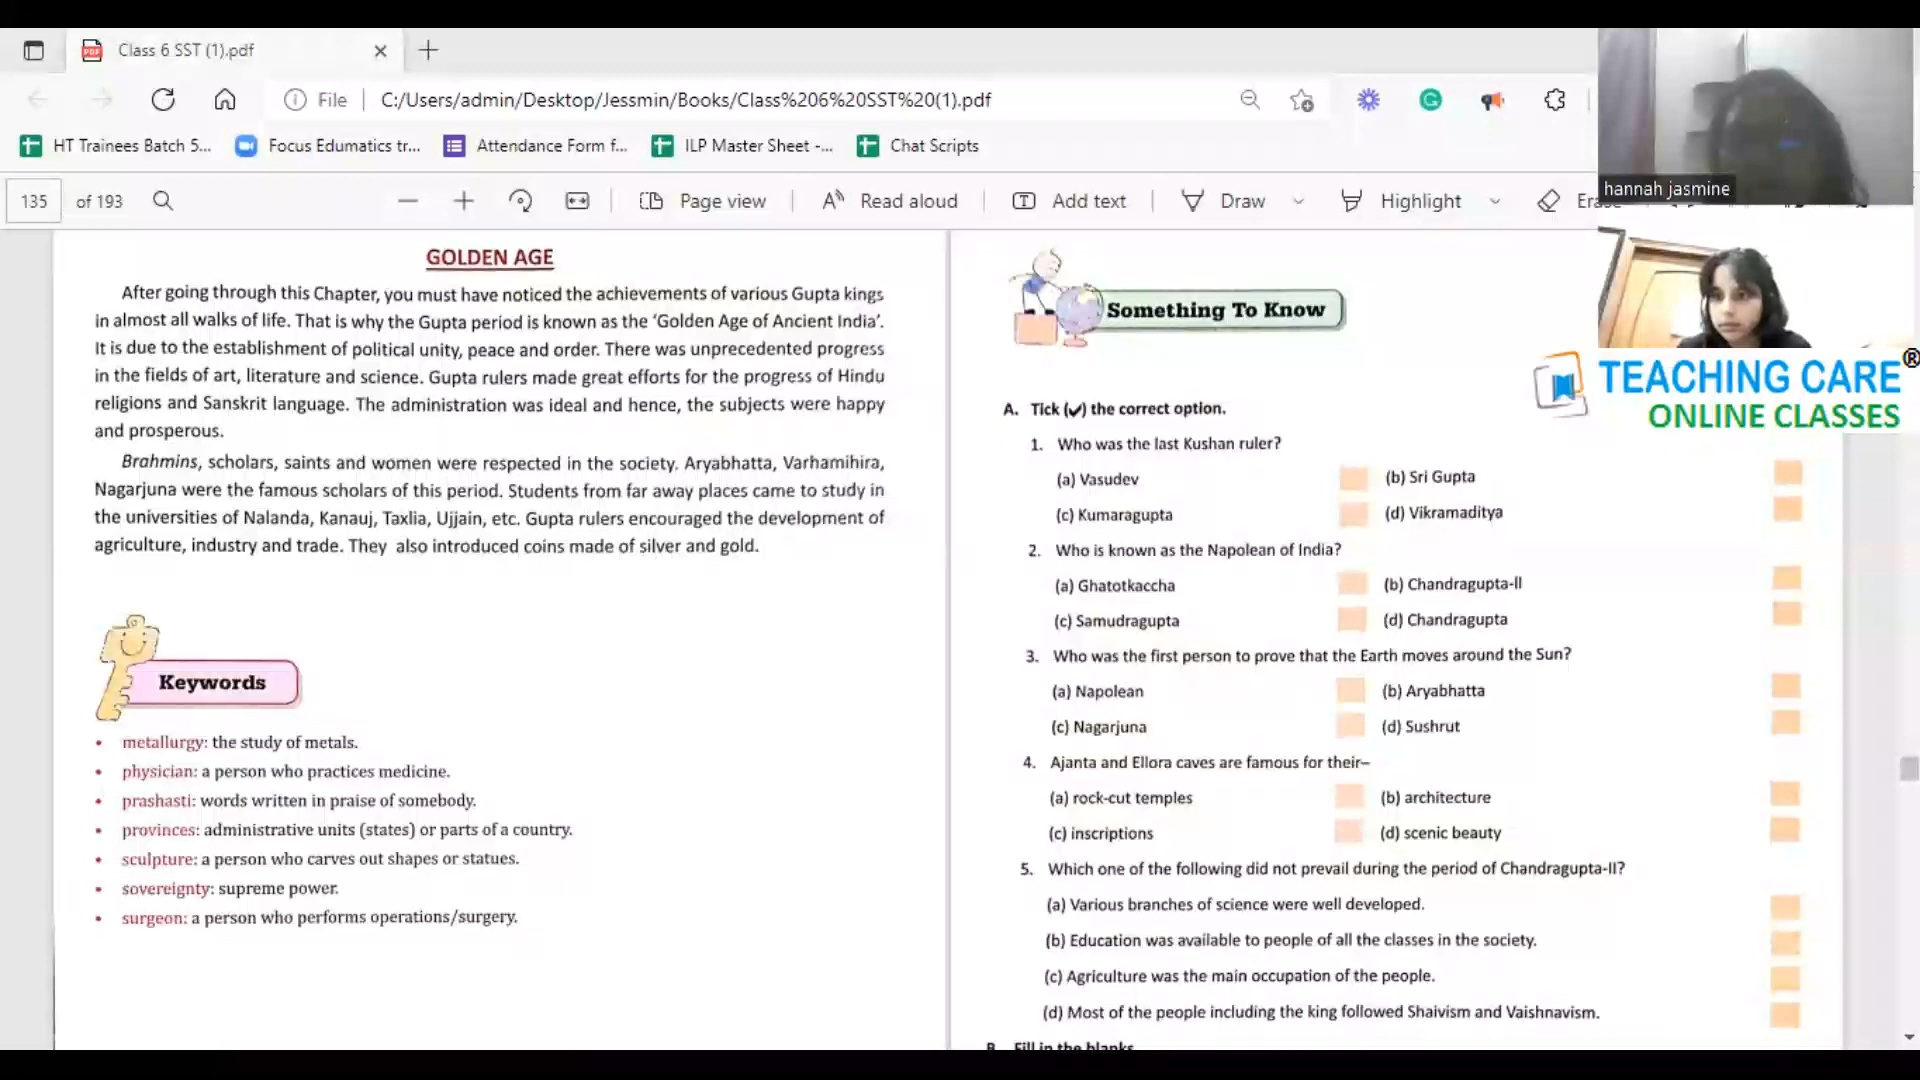 Class 6 SST (1).pdf
File C:/Users/admin/Desktop/Jessmin/Books/Class%206%20SST%20(1).pdf
HT Trainees Batch 5... Focus Edumatics tr... Attendance Form f... ILP Master Sheet -... Chat Scripts
135 of 193 Page view Read aloud Add text Draw Highlight Erase
hannah jasmine
TEACHING CARE®
ONLINE CLASSES
GOLDEN AGE
After going through this Chapter, you must have noticed the achievements of various Gupta kings
in almost all walks of life. That is why the Gupta period is known as the ‘Golden Age of Ancient India’.
It is due to the establishment of political unity, peace and order. There was unprecedented progress
in the fields of art, literature and science. Gupta rulers made great efforts for the progress of Hindu
religions and Sanskrit language. The administration was ideal and hence, the subjects were happy
and prosperous.
Brahmins, scholars, saints and women were respected in the society. Aryabhatta, Varhamihira,
Nagarjuna were the famous scholars of this period. Students from far away places came to study in
the universities of Nalanda, Kanauj, Taxlia, Ujjain, etc. Gupta rulers encouraged the development of
agriculture, industry and trade. They also introduced coins made of silver and gold.
Keywords
• metallurgy: the study of metals.
• physician: a person who practices medicine.
• prashasti: words written in praise of somebody.
• provinces: administrative units (states) or parts of a country.
• sculpture: a person who carves out shapes or statues.
• sovereignty: supreme power.
• surgeon: a person who performs operations/surgery.
Something To Know
A. Tick (✔) the correct option.
1. Who was the last Kushan ruler?
(a) Vasudev (b) Sri Gupta
(c) Kumaragupta (d) Vikramaditya
2. Who is known as the Napolean of India?
(a) Ghatotkaccha (b) Chandragupta-II
(c) Samudragupta (d) Chandragupta
3. Who was the first person to prove that the Earth moves around the Sun?
(a) Napolean (b) Aryabhatta
(c) Nagarjuna (d) Sushrut
4. Ajanta and Ellora caves are famous for their–
(a) rock-cut temples (b) architecture
(c) inscriptions (d) scenic beauty
5. Which one of the following did not prevail during the period of Chandragupta-II?
(a) Various branches of science were well developed.
(b) Education was available to people of all the classes in the society.
(c) Agriculture was the main occupation of the people.
(d) Most of the people including the king followed Shaivism and Vaishnavism.
B. Fill in the blanks.